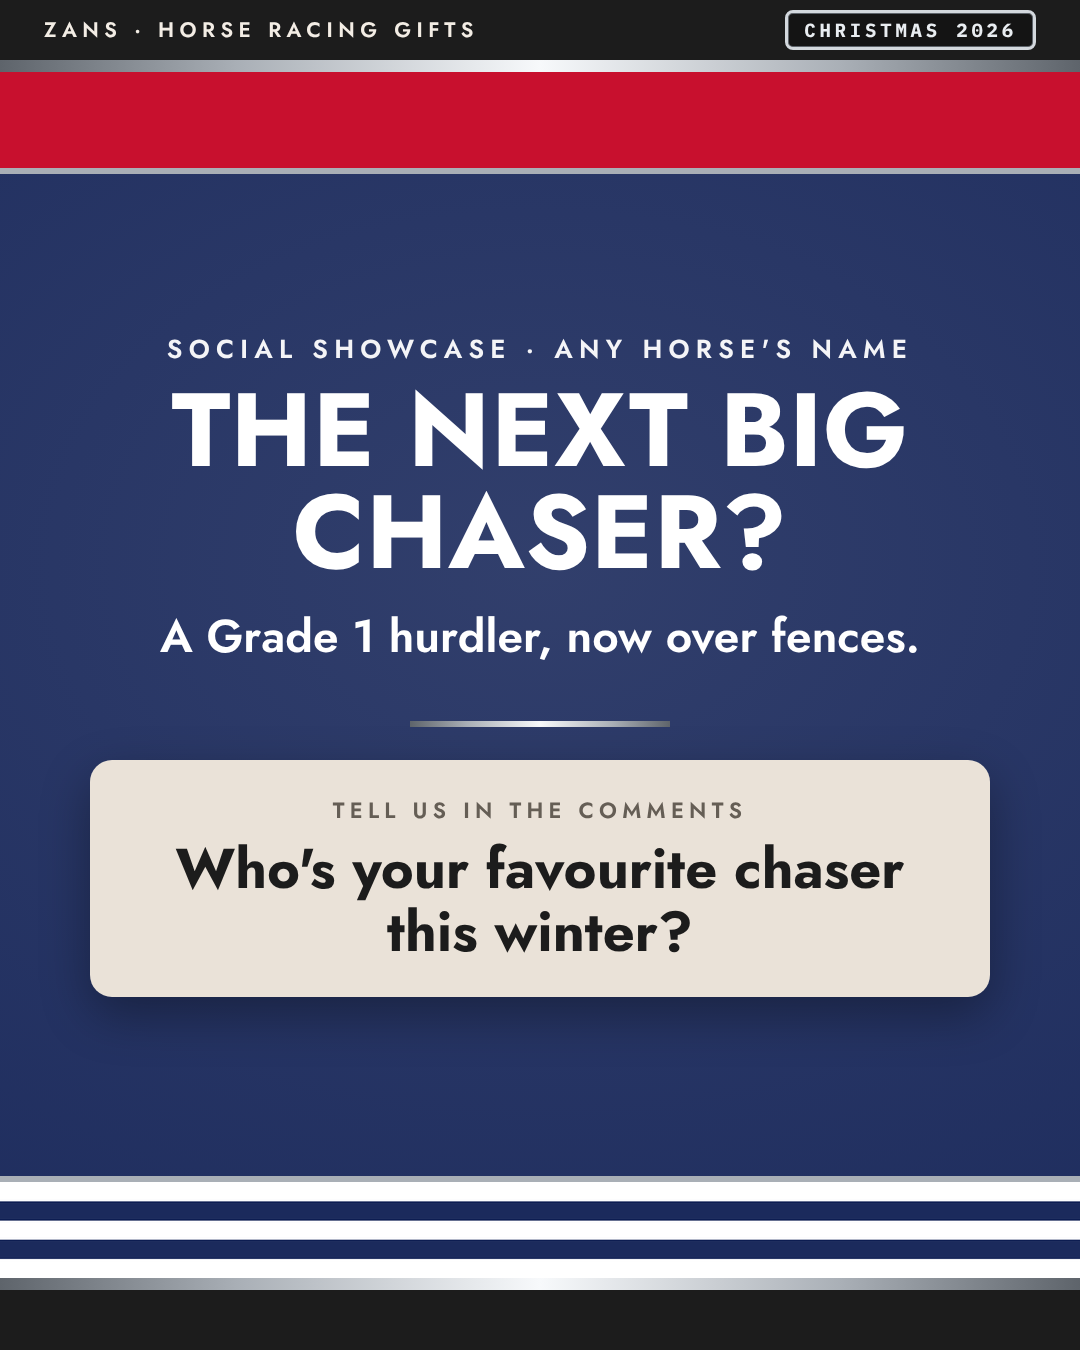 ZANS · HORSE RACING GIFTS
CHRISTMAS 2026
SOCIAL SHOWCASE · ANY HORSE'S NAME
THE NEXT BIG
CHASER?
A Grade 1 hurdler, now over fences.
TELL US IN THE COMMENTS
Who's your favourite chaser
this winter?